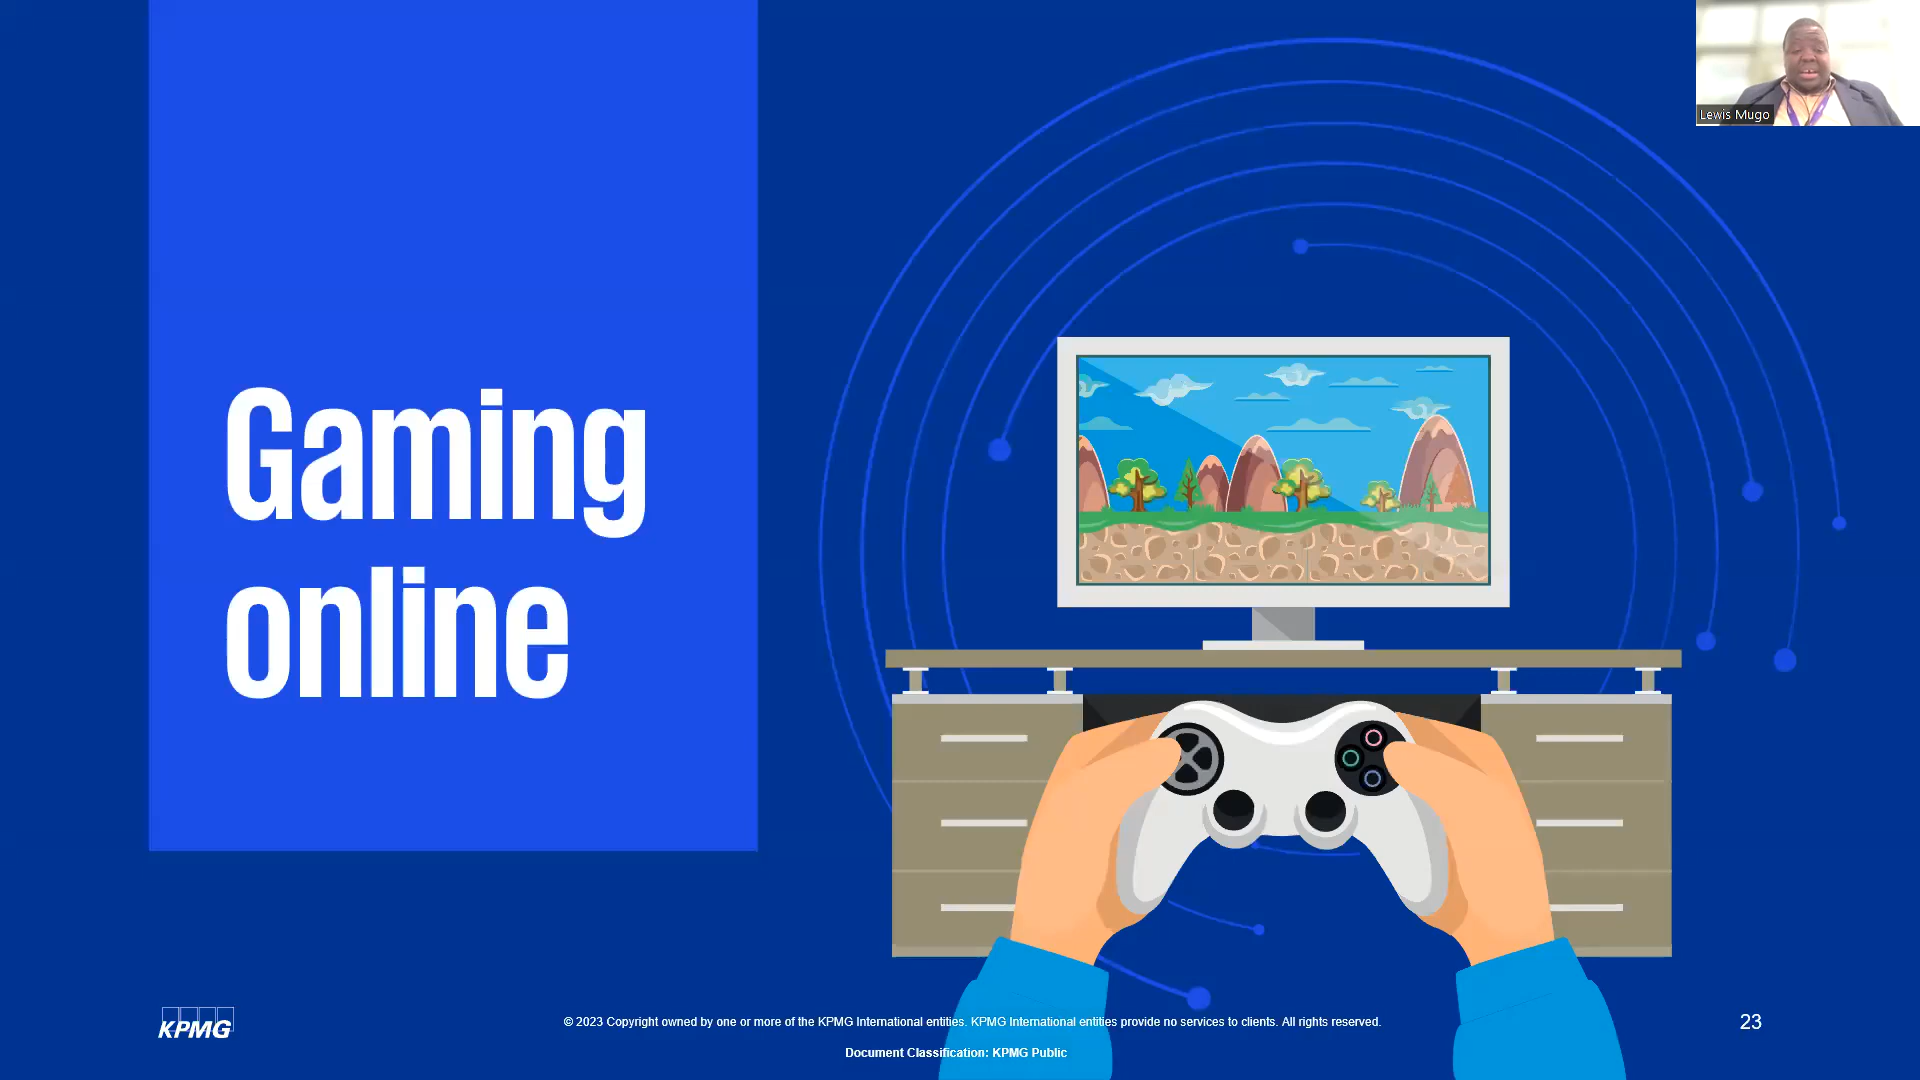 Lewis Mugo
Gaming
online
KPMG
© 2023 Copyright owned by one or more of the KPMG International entities. KPMG International entities provide no services to clients. All rights reserved.
23
Document Classification: KPMG Public